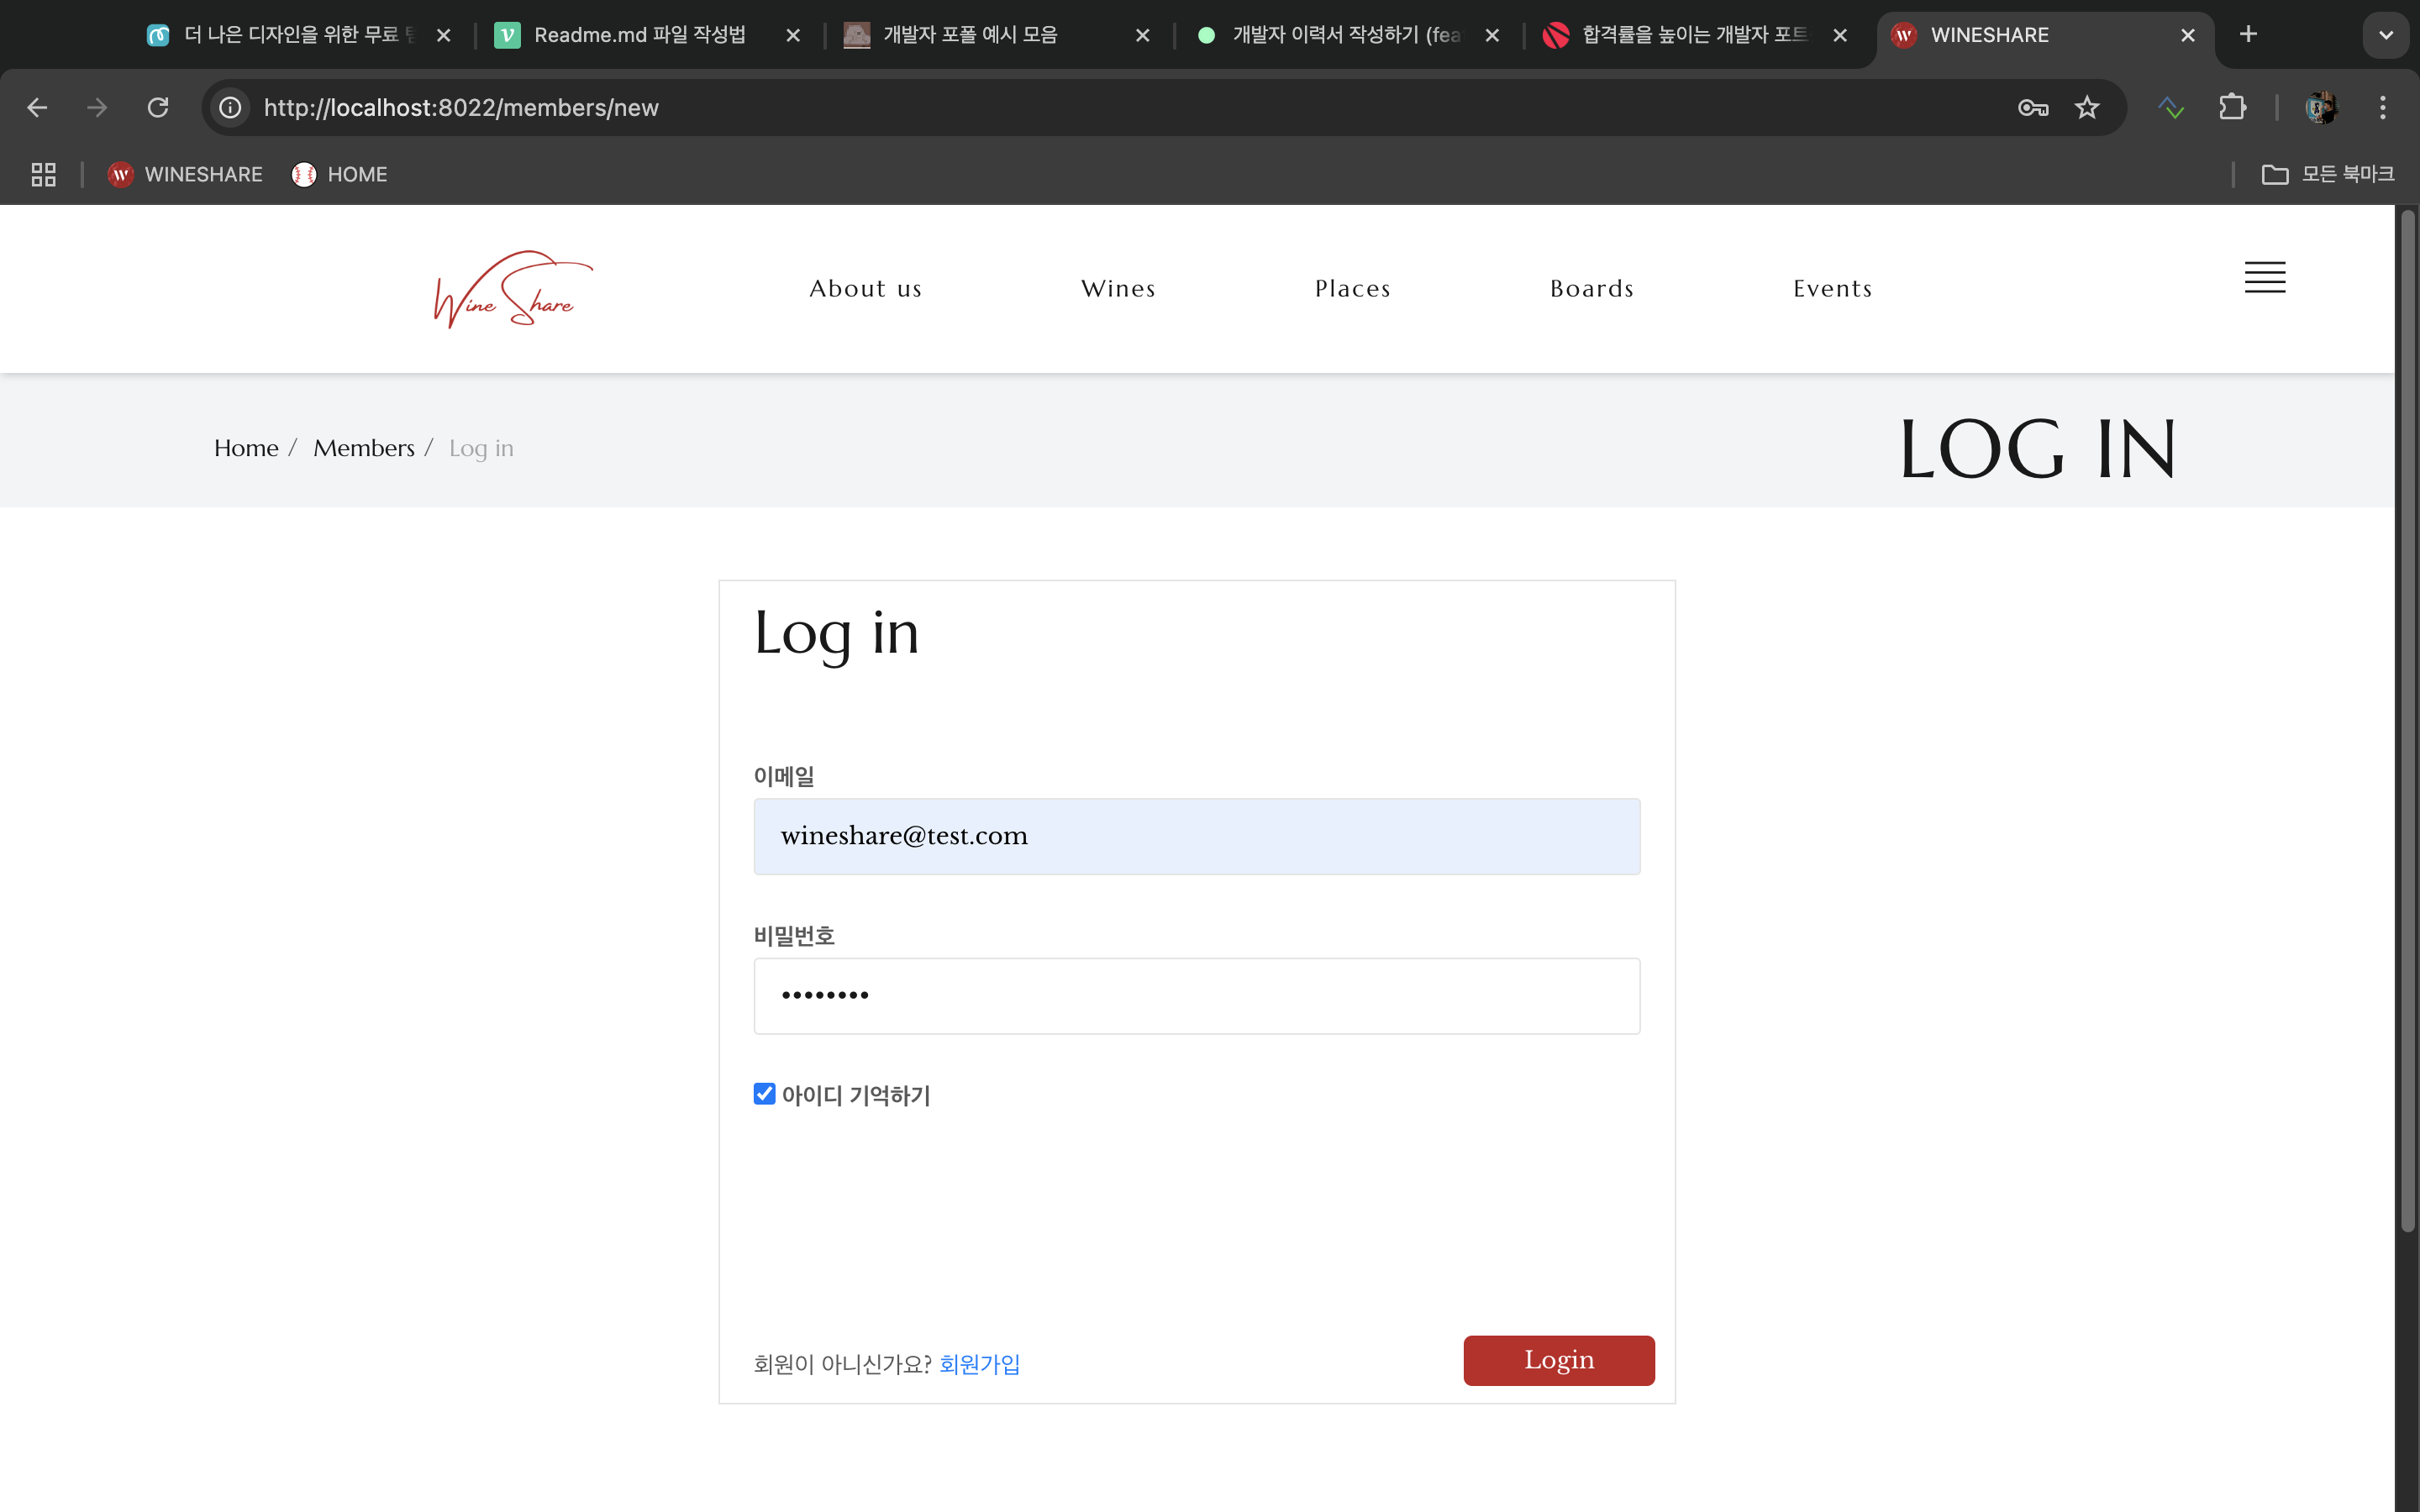 더 나은 디자인을 위한 무료 Readme.md 파일 작성법 개발자 포폴 예시 모음 개발자 이력서 작성하기 (fea 합격률을 높이는 개발자 포트 WINESHARE
http://localhost:8022/members/new
WINESHARE HOME 모든 북마크
Wine Share About us Wines Places Boards Events
Home / Members / Log in LOG IN
Log in
이메일
wineshare@test.com
비밀번호
••••••••
아이디 기억하기
회원이 아니신가요? 회원가입 Login